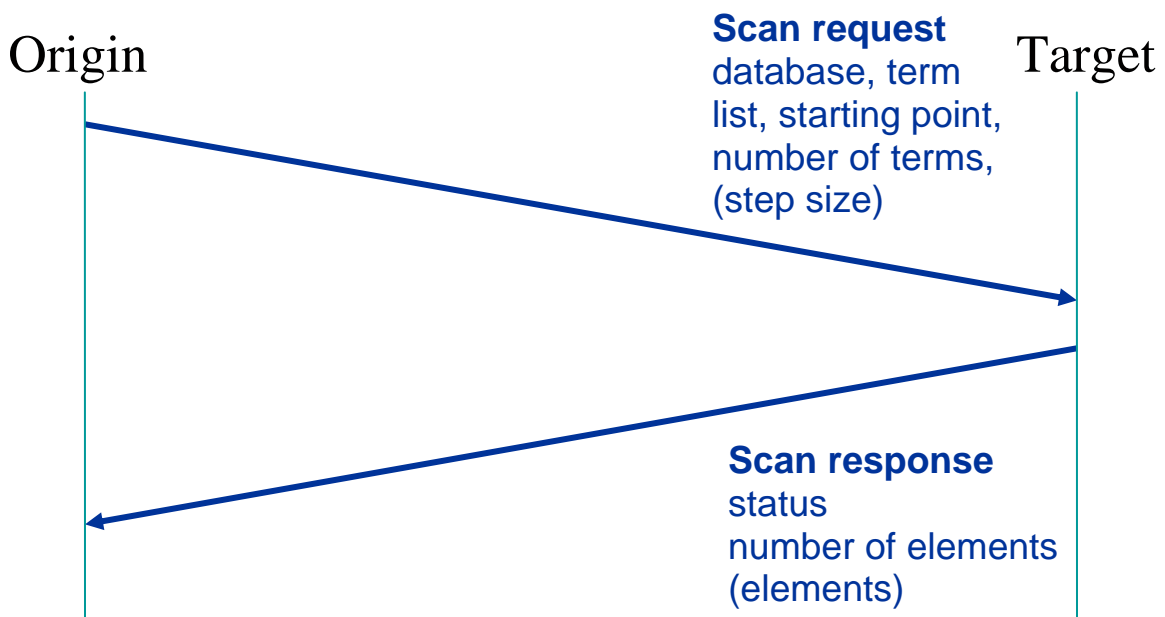 Origin
Scan request
Target
database, term
list, starting point,
number of terms,
(step size)
Scan response
status
number of elements
(elements)